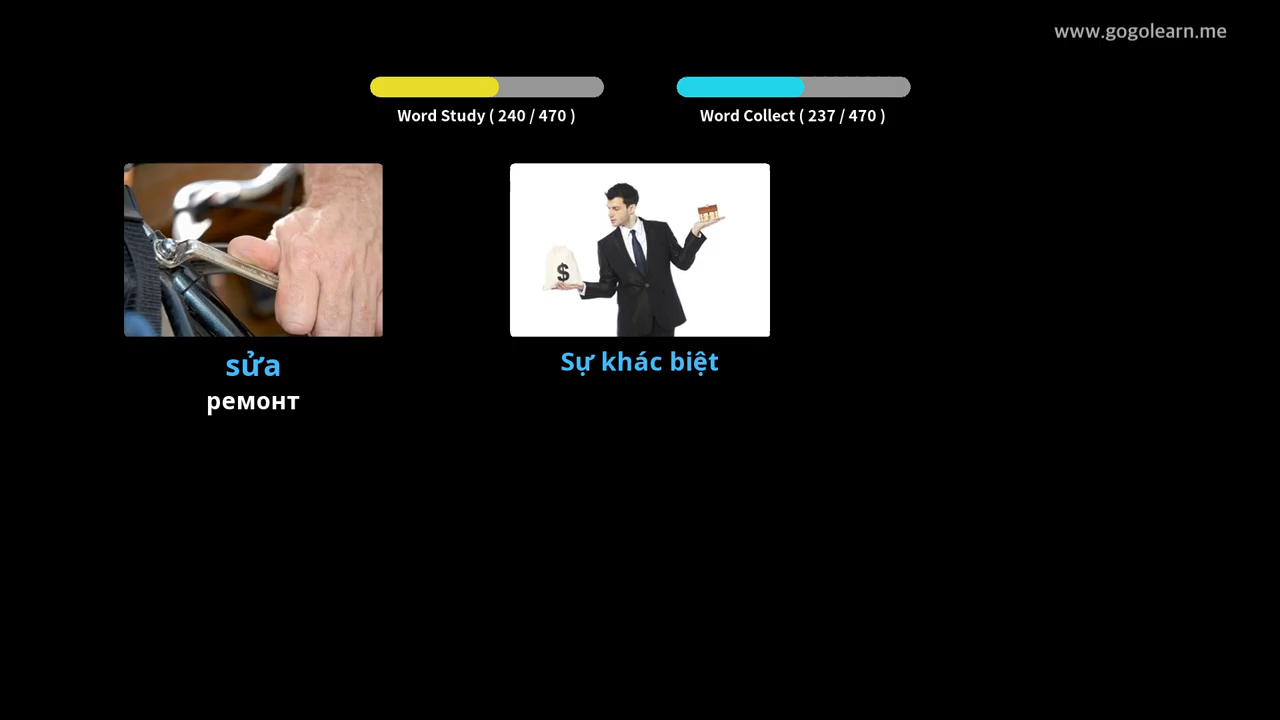 www.gogolearn.me
Word Study ( 240 / 470 )
Word Collect ( 237 / 470 )
$
sửa
ремонт
Sự khác biệt